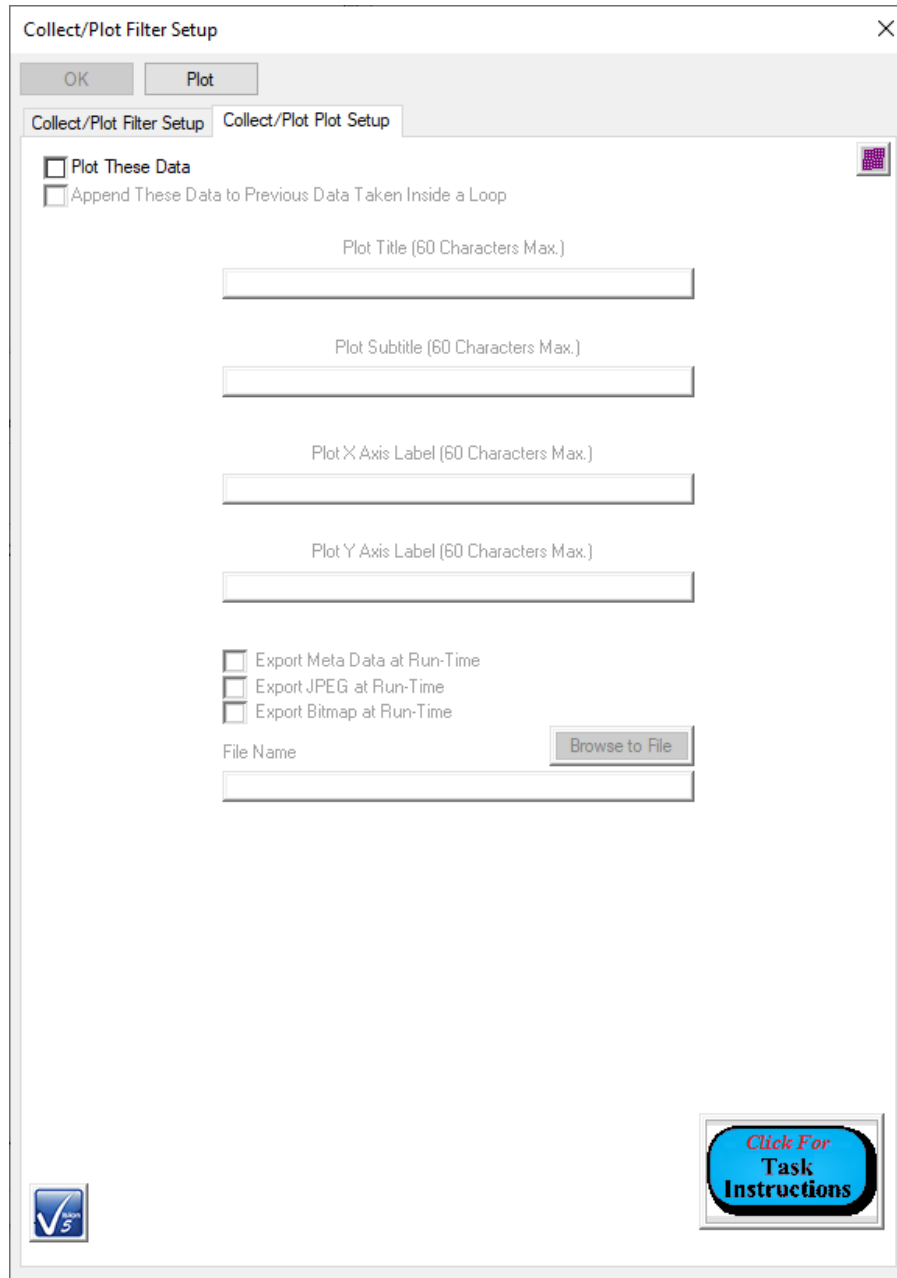 Collect/Plot Filter Setup
OK Plot
Collect/Plot Filter Setup Collect/Plot Plot Setup
Plot These Data
Append These Data to Previous Data Taken Inside a Loop
Plot Title (60 Characters Max.)
Plot Subtitle (60 Characters Max.)
Plot X Axis Label (60 Characters Max.)
Plot Y Axis Label (60 Characters Max.)
Export Meta Data at Run-Time
Export JPEG at Run-Time
Export Bitmap at Run-Time
File Name Browse to File
Click For
Task
Instructions
Vision
5